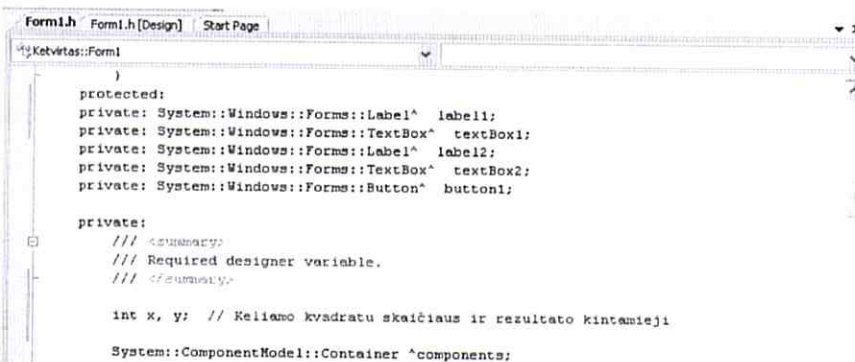 Form1.h Form1.h [Design] Start Page
Ketvirtas::Form1
}
protected:
private: System::Windows::Forms::Label^ label1;
private: System::Windows::Forms::TextBox^ textBox1;
private: System::Windows::Forms::Label^ label2;
private: System::Windows::Forms::TextBox^ textBox2;
private: System::Windows::Forms::Button^ button1;
private:
/// <summary>
/// Required designer variable.
/// </summary>
int x, y; // Keliamo kvadratu skaičiaus ir rezultato kintamieji
System::ComponentModel::Container ^components;